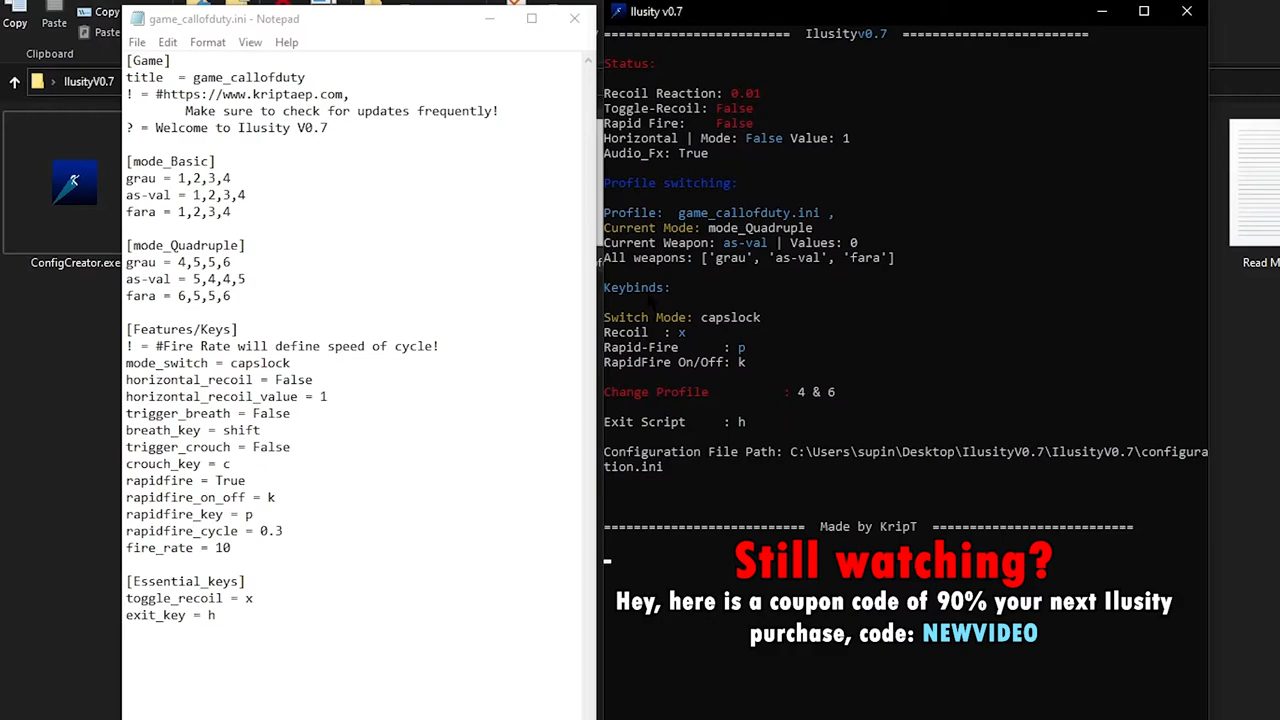 Copy
Copy
Paste
Paste
Clipboard
IlusityV0.7
ConfigCreator.exe
game_callofduty.ini - Notepad
File Edit Format View Help
[Game]
title = game_callofduty
! = #https://www.kriptaep.com,
Make sure to check for updates frequently!
? = Welcome to Ilusity V0.7
[mode_Basic]
grau = 1,2,3,4
as-val = 1,2,3,4
fara = 1,2,3,4
[mode_Quadruple]
grau = 4,5,5,6
as-val = 5,4,4,5
fara = 6,5,5,6
[Features/Keys]
! = #Fire Rate will define speed of cycle!
mode_switch = capslock
horizontal_recoil = False
horizontal_recoil_value = 1
trigger_breath = False
breath_key = shift
trigger_crouch = False
crouch_key = c
rapidfire = True
rapidfire_on_off = k
rapidfire_key = p
rapidfire_cycle = 0.3
fire_rate = 10
[Essential_keys]
toggle_recoil = x
exit_key = h
Ilusity v0.7
========================= Ilusityv0.7 =========================
Status:
Recoil Reaction: 0.01
Toggle-Recoil: False
Rapid Fire: False
Horizontal | Mode: False Value: 1
Audio_Fx: True
Profile switching:
Profile: game_callofduty.ini ,
Current Mode: mode_Quadruple
Current Weapon: as-val | Values: 0
All weapons: ['grau', 'as-val', 'fara']
Keybinds:
Switch Mode: capslock
Recoil : x
Rapid-Fire : p
RapidFire On/Off: k
Change Profile : 4 & 6
Exit Script : h
Configuration File Path: C:\Users\supin\Desktop\IlusityV0.7\IlusityV0.7\configura
tion.ini
=========================== Made by KripT ===========================
Still watching?
Hey, here is a coupon code of 90% your next Ilusity
purchase, code: NEWVIDEO
Read M